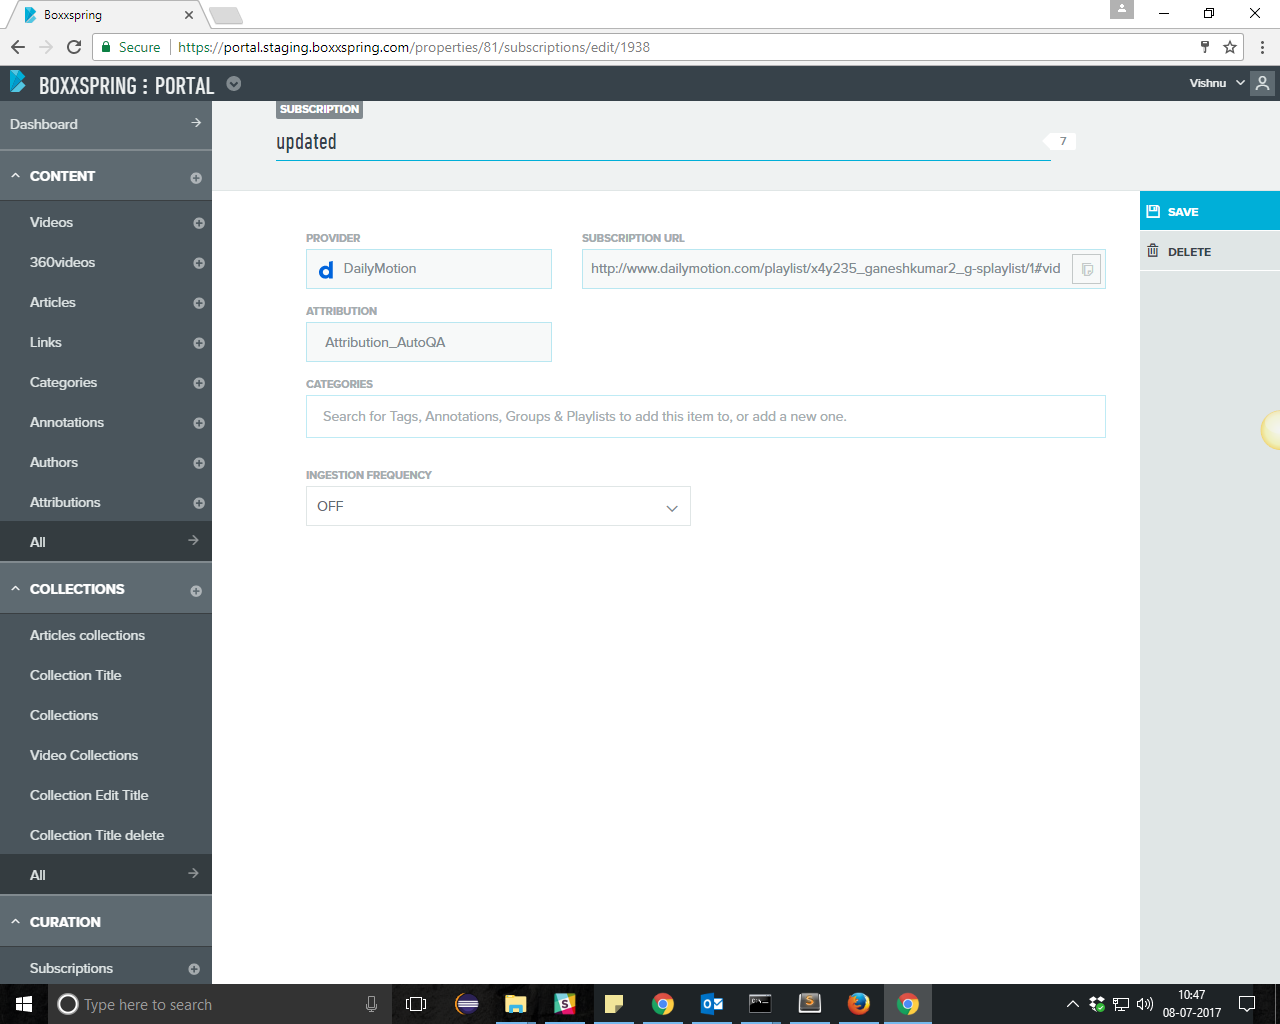 Boxxspring
Secure
https://portal.staging.boxxspring.com/properties/81/subscriptions/edit/1938
BOXXSPRING : PORTAL
Vishnu
Dashboard
CONTENT
Videos
360videos
Articles
Links
Categories
Annotations
Authors
Attributions
All
COLLECTIONS
Articles collections
Collection Title
Collections
Video Collections
Collection Edit Title
Collection Title delete
All
CURATION
Subscriptions
SUBSCRIPTION
updated
7
PROVIDER
DailyMotion
SUBSCRIPTION URL
http://www.dailymotion.com/playlist/x4y235_ganeshkumar2_g-splaylist/1#vid
ATTRIBUTION
Attribution_AutoQA
CATEGORIES
Search for Tags, Annotations, Groups & Playlists to add this item to, or add a new one.
INGESTION FREQUENCY
OFF
SAVE
DELETE
Type here to search
10:47
08-07-2017